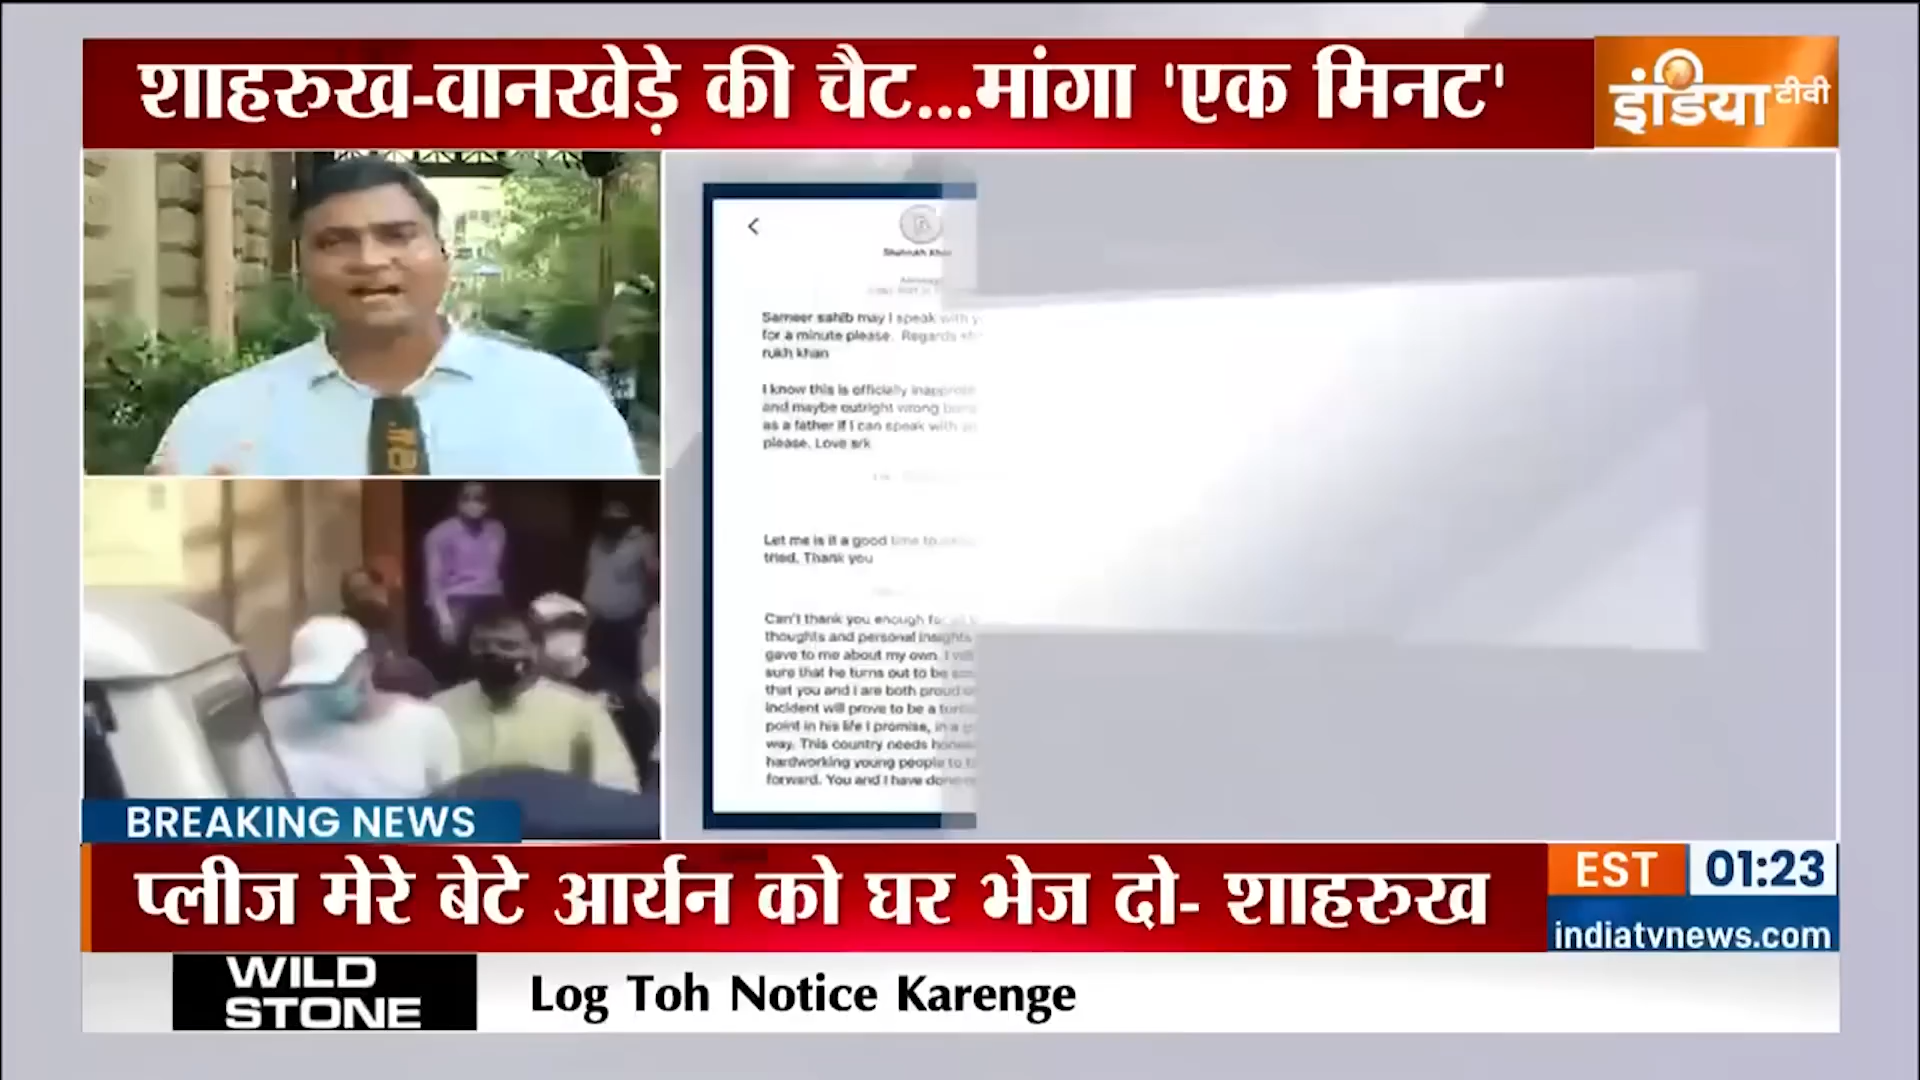 शाहरुख-वानखेड़े की चैट...मांगा 'एक मिनट'
इंडिया टीवी
Sameer sahib may I speak with
for a minute please. Regards
rukh khan
I know this is officially
and maybe outright wrong
as a father if I can speak with
please. Love srk
Let me is it a good time to
tried. Thank you
Can't thank you enough for
thoughts and personal insights
gave to me about my own. I
sure that he turns out to be
that you and I are both proud
incident will prove to be a
point in his life I promise, in a
way. This country needs
hardworking young people to
forward. You and I have
BREAKING NEWS
प्लीज मेरे बेटे आर्यन को घर भेज दो- शाहरुख
EST 01:23
indiatvnews.com
WILD
STONE
Log Toh Notice Karenge